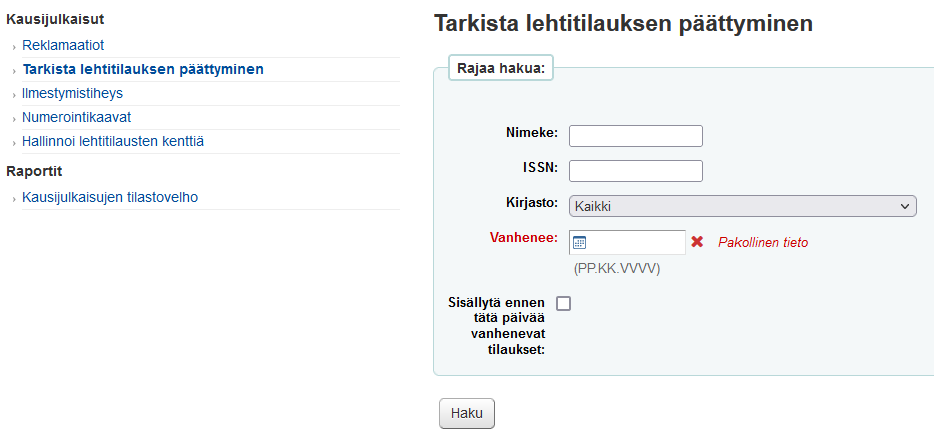 Kausijulkaisut
Reklamaatiot
Tarkista lehtitilauksen päättyminen
Ilmestymistiheys
Numerointikaavat
Hallinnoi lehtitilausten kenttiä
Raportit
Kausijulkaisujen tilastovelho
Tarkista lehtitilauksen päättyminen
Rajaa hakua:
Nimeke:
ISSN:
Kirjasto: Kaikki
Vanhenee: Pakollinen tieto
(PP.KK.VVVV)
Sisällytä ennen
tätä päivää
vanhenevat
tilaukset:
Haku